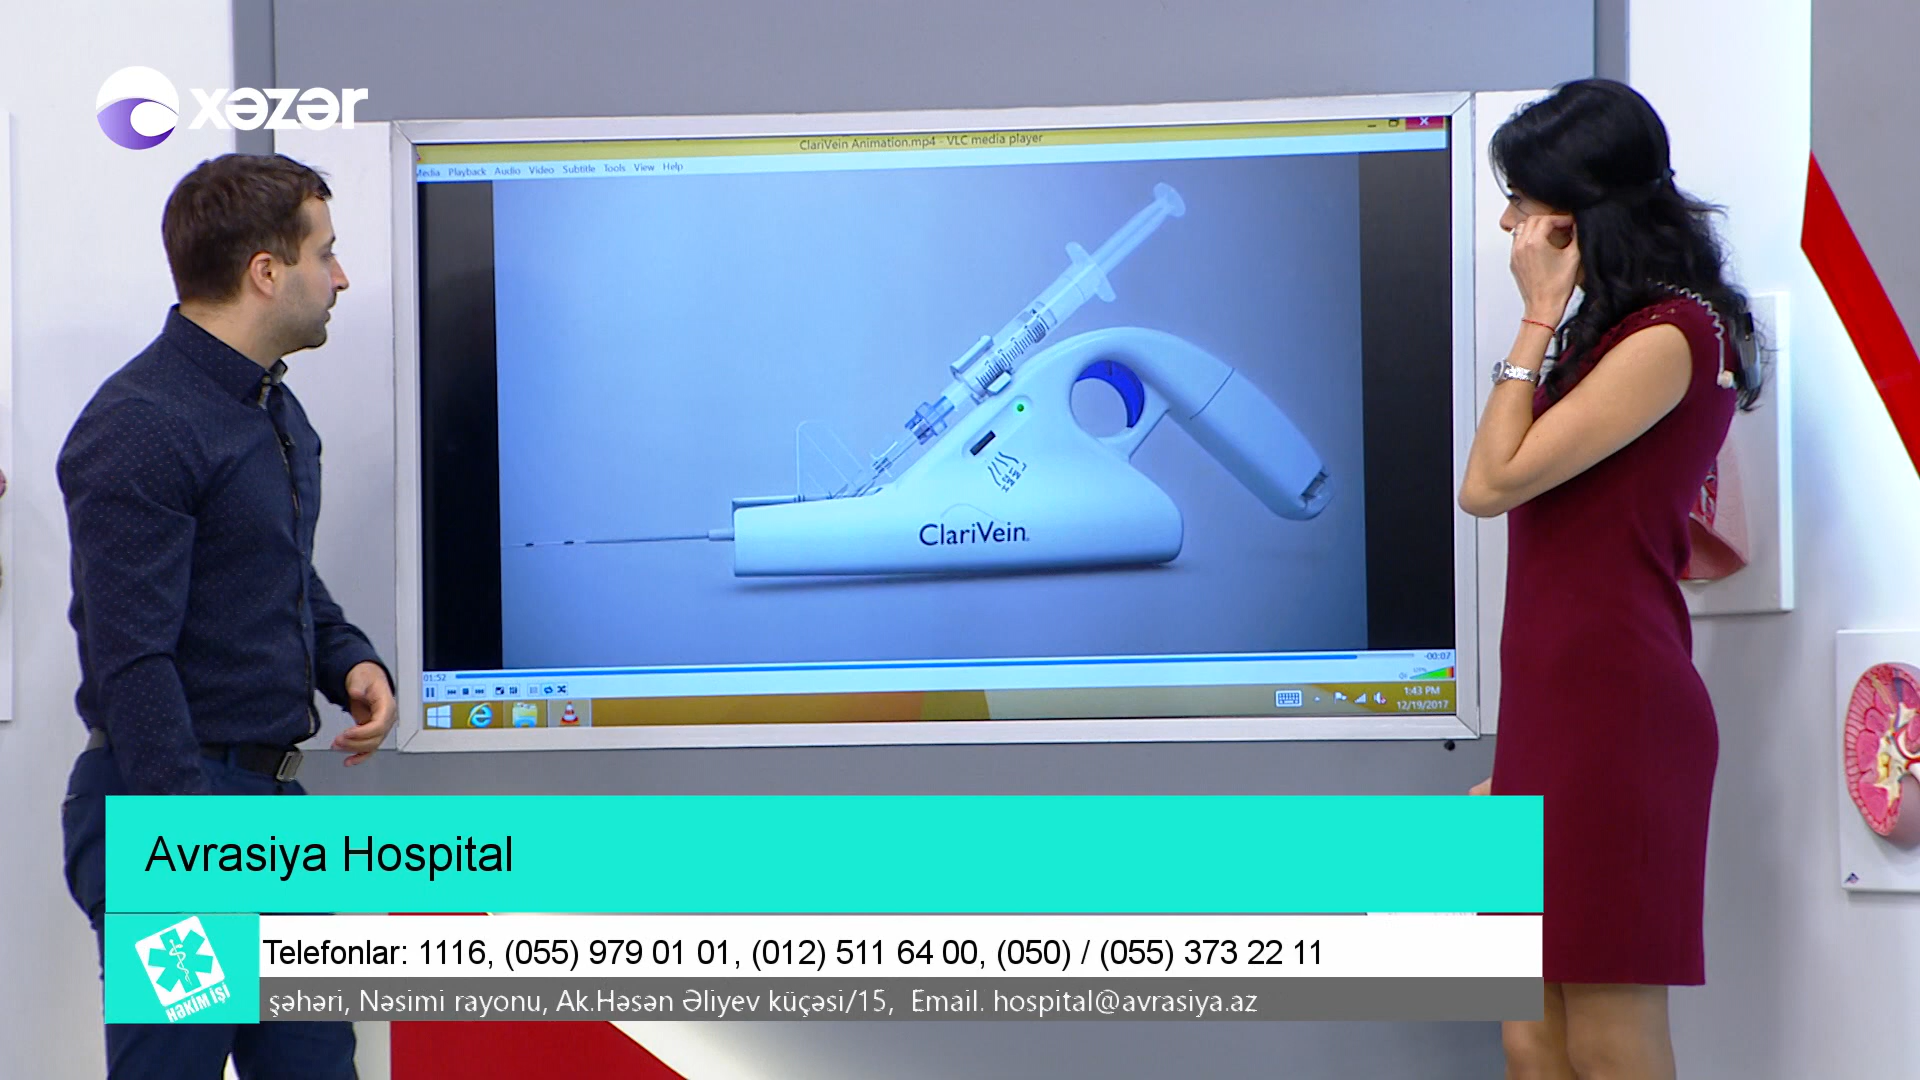 xəzər
ClariVein Animation.mp4 - VLC media player
Media Playback Audio Video Subtitle Tools View Help
ClariVein
01:52
-00:07
1:43 PM
12/19/2017
Avrasiya Hospital
Telefonlar: 1116, (055) 979 01 01, (012) 511 64 00, (050) / (055) 373 22 11
HƏKİM İŞİ
şəhəri, Nəsimi rayonu, Ak.Həsən Əliyev küçəsi/15, Email. hospital@avrasiya.az